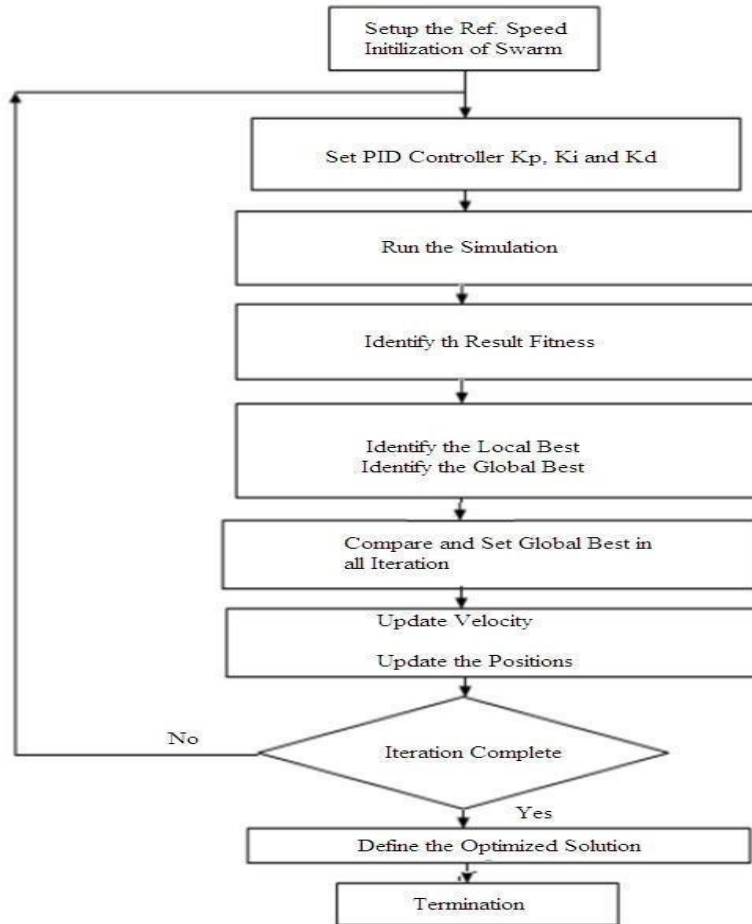 Setup the Ref. Speed
Initilization of Swarm
Set PID Controller Kp, Ki and Kd
Run the Simulation
Identify th Result Fitness
Identify the Local Best
Identify the Global Best
Compare and Set Global Best in
all Iteration
Update Velocity
Update the Positions
Iteration Complete
No
Yes
Define the Optimized Solution
Termination